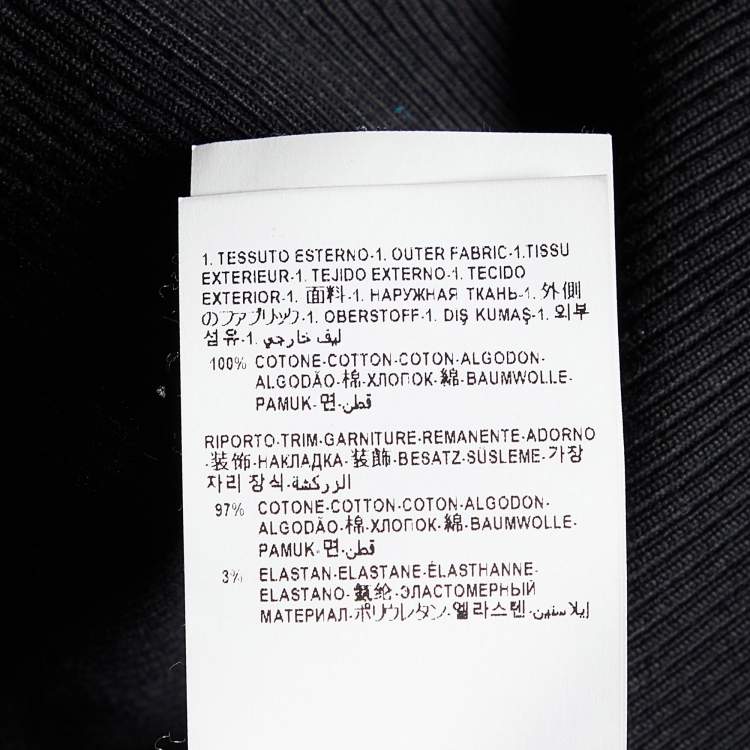 1. TESSUTO ESTERNO-1. OUTER FABRIC-1.TISSU
EXTERIEUR-1. TEJIDO EXTERNO-1. TECIDO
EXTERIOR-1. 面料-1. НАРУЖНАЯ ТКАНЬ-1. 外側
のファブリック-1. OBERSTOFF-1. DIŞ KUMAŞ-1. 외부
섬유-1. ليف خارجي
100% COTONE-COTTON-COTON-ALGODON-
ALGODÃO-棉-ХЛОПОК-綿-BAUMWOLLE-
PAMUK-면-قطن
RIPORTO-TRIM-GARNITURE-REMANENTE-ADORNO
-装饰-НАКЛАДКА-装飾-BESATZ-SÜSLEME-가장
자리 장식-الزركشة
97% COTONE-COTTON-COTON-ALGODON-
ALGODÃO-棉-ХЛОПОК-綿-BAUMWOLLE-
PAMUK-면-قطن
3% ELASTAN-ELASTANE-ÉLASTHANNE-
ELASTANO-氨纶-ЭЛАСТОМЕРНЫЙ
МАТЕРИАЛ-ポリウレタン-엘라스텐-إيلاستين